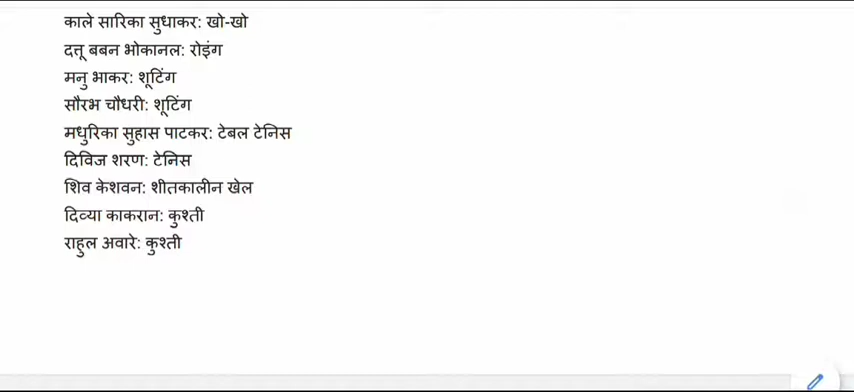 काले सारिका सुधाकर: खो-खो
दत्तू बबन भोकानल: रोइंग
मनु भाकर: शूटिंग
सौरभ चौधरी: शूटिंग
मधुरिका सुहास पाटकर: टेबल टेनिस
दिविज शरण: टेनिस
शिव केशवन: शीतकालीन खेल
दिव्या काकरान: कुश्ती
राहुल अवारे: कुश्ती